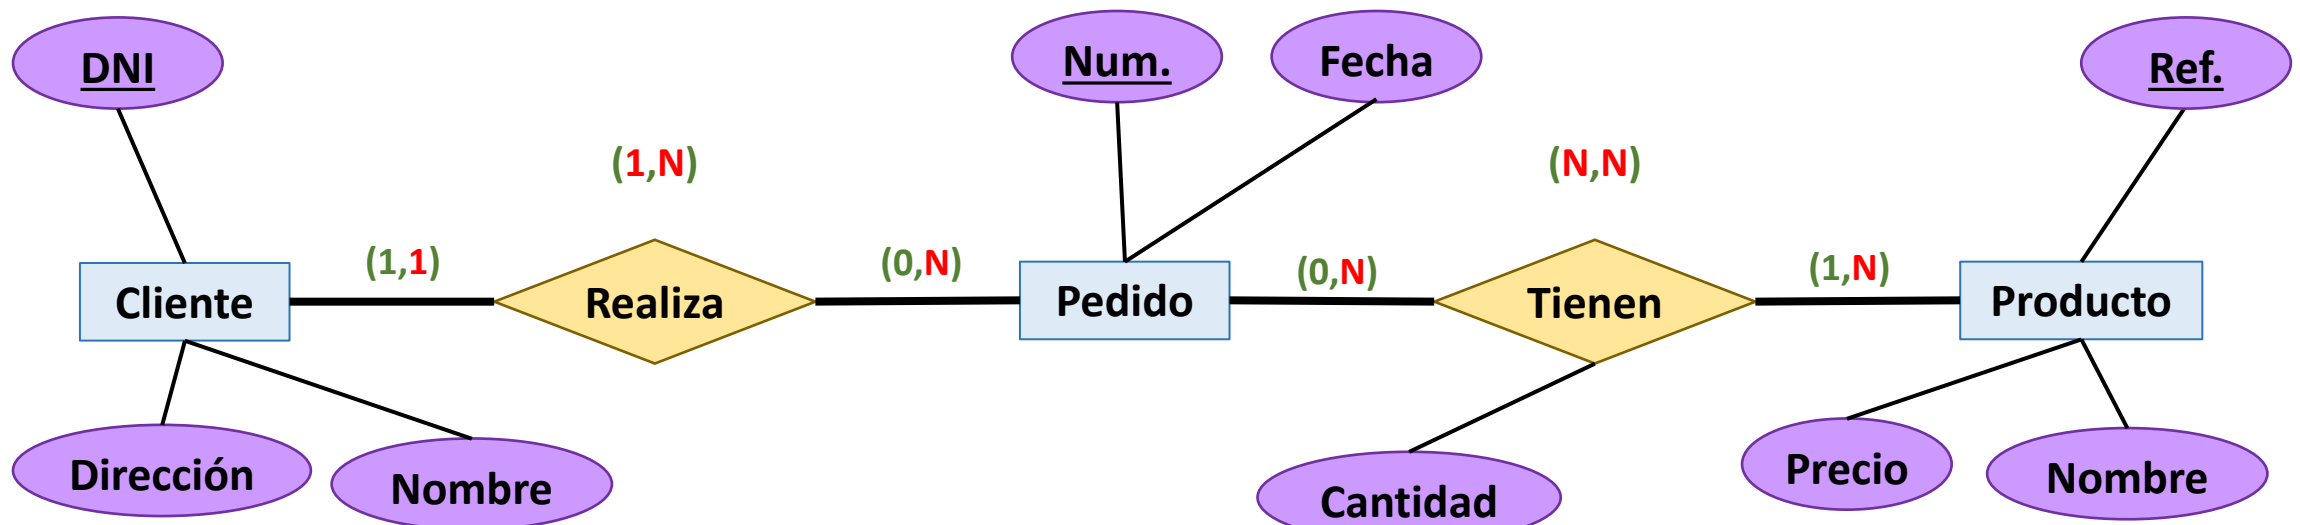 DNI
Num.
Fecha
Ref.
(1,N)
(N,N)
(1,1)
(0,N)
(0,N)
(1,N)
Cliente
Realiza
Pedido
Tienen
Producto
Dirección
Nombre
Cantidad
Precio
Nombre